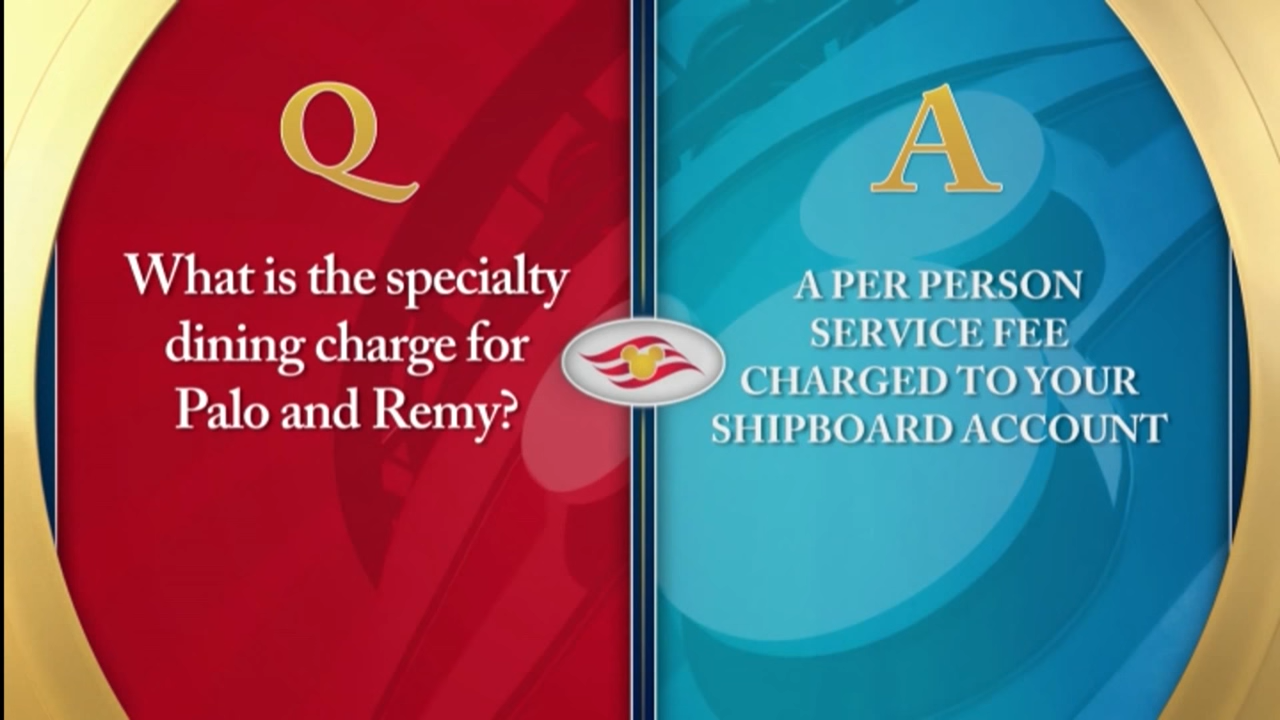 Q
What is the specialty
dining charge for
Palo and Remy?
A
A PER PERSON
SERVICE FEE
CHARGED TO YOUR
SHIPBOARD ACCOUNT